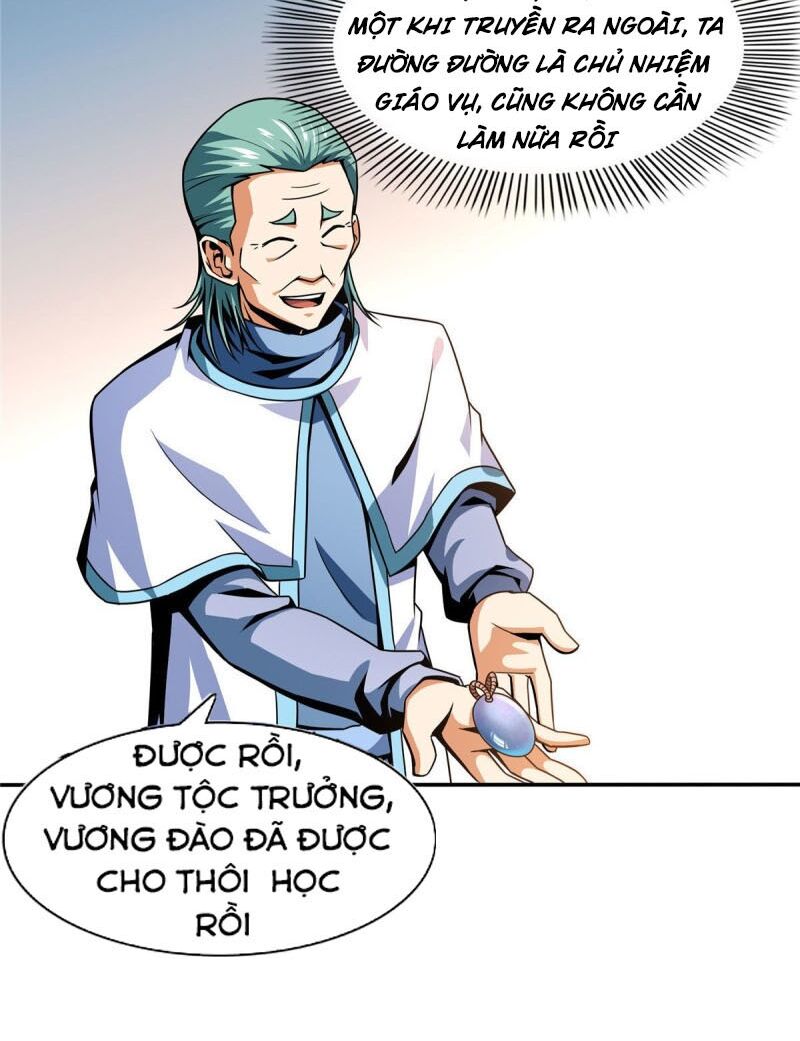 MỘT KHI TRUYỀN RA NGOÀI, TA
ĐƯỜNG ĐƯỜNG LÀ CHỦ NHIỆM
GIÁO VỤ, CŨNG KHÔNG CẦN
LÀM NỮA RỒI
ĐƯỢC RỒI,
VƯƠNG TỘC TRƯỞNG,
VƯƠNG ĐÀO ĐÃ ĐƯỢC
CHO THÔI HỌC
RỒI